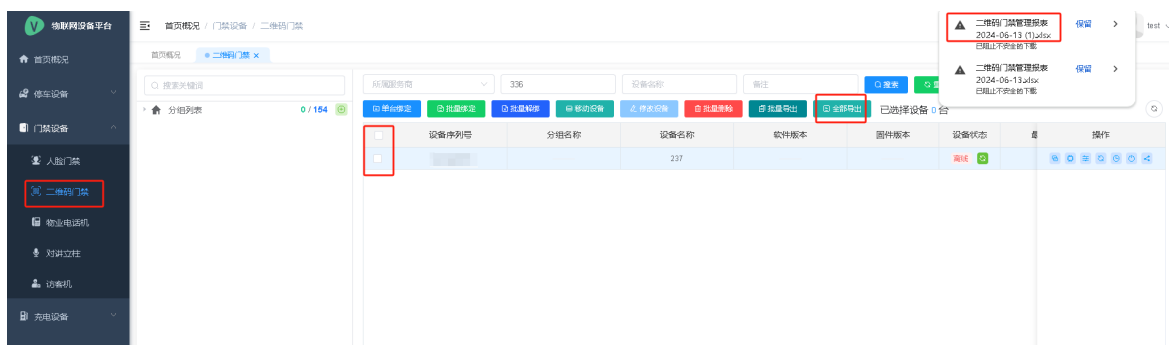 物联网设备平台
首页概况 / 门禁设备 / 二维码门禁
test
首页概况
二维码门禁 ×
首页概况
停车设备
门禁设备
人脸门禁
二维码门禁
物业电话机
对讲立柱
访客机
充电设备
搜索关键词
分组列表
0 / 154
所属服务商
336
设备名称
备注
搜索
单台绑定
批量绑定
批量解绑
移动设备
修改设备
批量删除
批量导出
全部导出
已选择设备 0 台
设备序列号
分组名称
设备名称
软件版本
固件版本
设备状态
操作
237
离线
二维码门禁管理报表
2024-06-13 (1).xlsx
已阻止不安全的下载
保留
二维码门禁管理报表
2024-06-13.xlsx
已阻止不安全的下载
保留